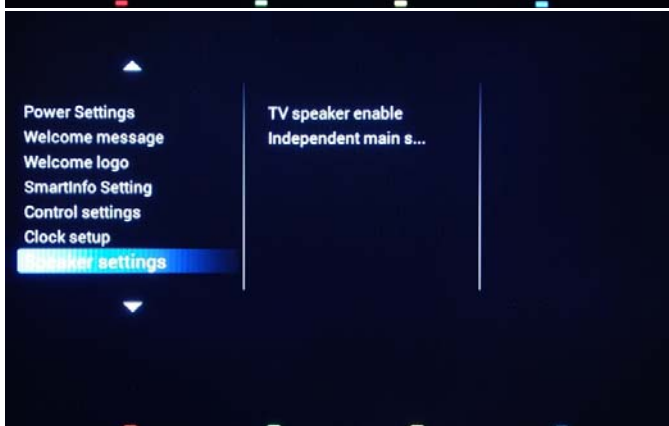 Power Settings
Welcome message
Welcome logo
SmartInfo Setting
Control settings
Clock setup
Speaker settings
TV speaker enable
Independent main s...